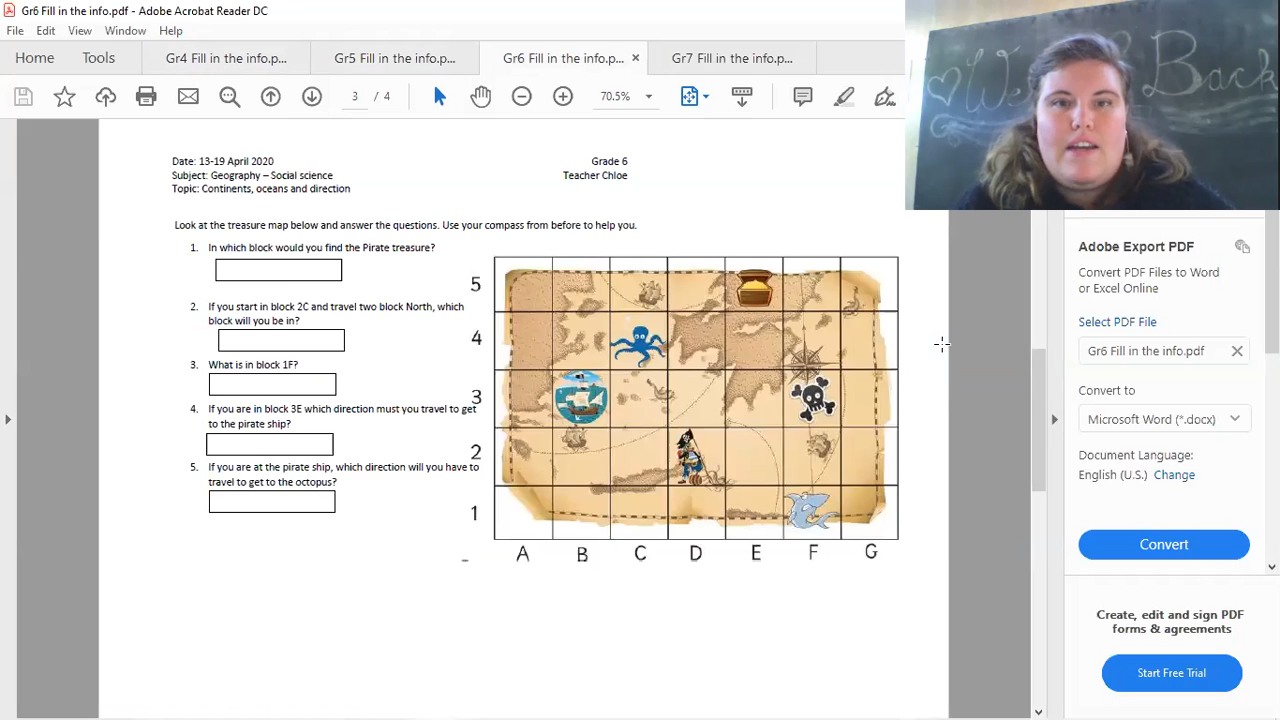 Gr6 Fill in the info.pdf - Adobe Acrobat Reader DC
File Edit View Window Help
Home Tools Gr4 Fill in the info.p... Gr5 Fill in the info.p... Gr6 Fill in the info.p... × Gr7 Fill in the info.p...
3 / 4 70.5%
Back
Date: 13-19 April 2020 Grade 6
Subject: Geography – Social science Teacher Chloe
Topic: Continents, oceans and direction
Look at the treasure map below and answer the questions. Use your compass from before to help you.
1. In which block would you find the Pirate treasure?
2. If you start in block 2C and travel two block North, which
block will you be in?
3. What is in block 1F?
4. If you are in block 3E which direction must you travel to get
to the pirate ship?
5. If you are at the pirate ship, which direction will you have to
travel to get to the octopus?
5
4
3
2
1
A B C D E F G
Adobe Export PDF
Convert PDF Files to Word
or Excel Online
Select PDF File
Gr6 Fill in the info.pdf
Convert to
Microsoft Word (*.docx)
Document Language:
English (U.S.) Change
Convert
Create, edit and sign PDF
forms & agreements
Start Free Trial